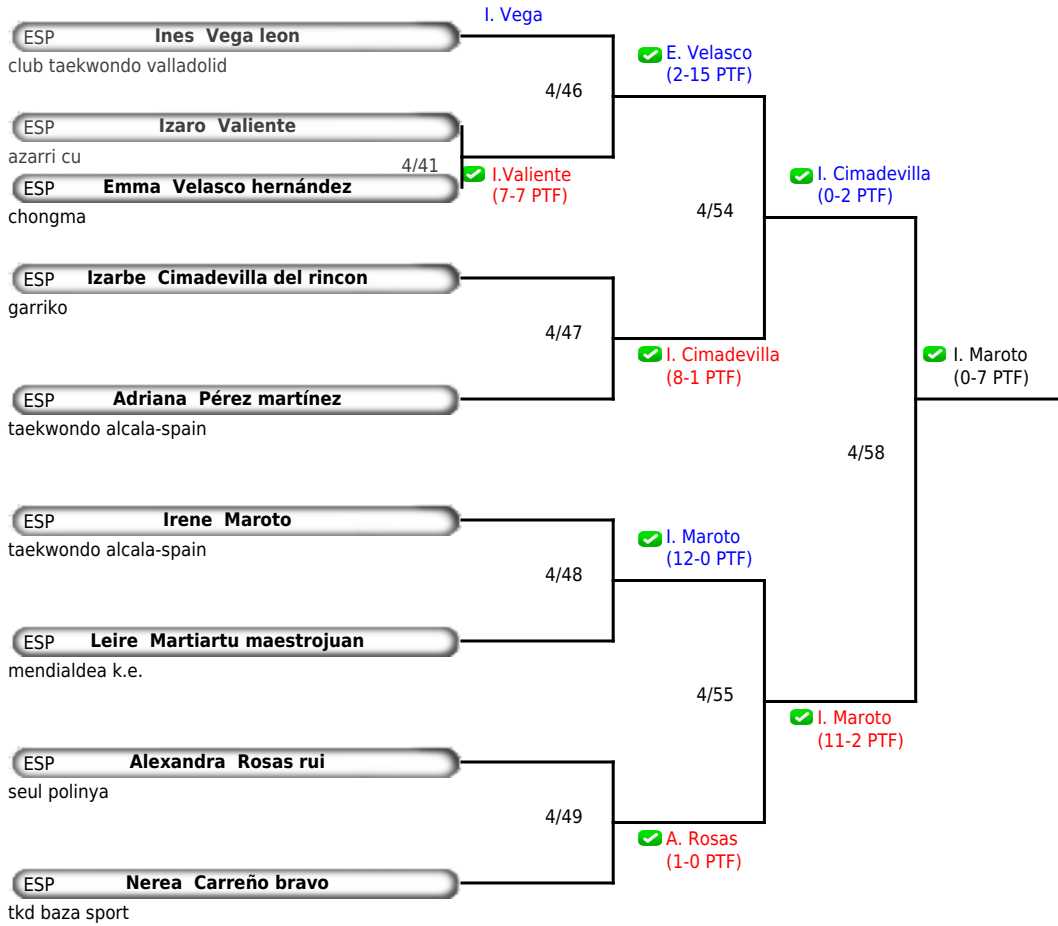 I. Vega
ESP Ines Vega leon
club taekwondo valladolid
E. Velasco
(2-15 PTF)
4/46
ESP Izaro Valiente
azarri cu
4/41
I.Valiente
(7-7 PTF)
ESP Emma Velasco hernández
chongma
I. Cimadevilla
(0-2 PTF)
4/54
ESP Izarbe Cimadevilla del rincon
garriko
4/47
I. Cimadevilla
(8-1 PTF)
ESP Adriana Pérez martínez
taekwondo alcala-spain
I. Maroto
(0-7 PTF)
4/58
ESP Irene Maroto
taekwondo alcala-spain
I. Maroto
(12-0 PTF)
4/48
ESP Leire Martiartu maestrojuan
mendialdea k.e.
4/55
I. Maroto
(11-2 PTF)
ESP Alexandra Rosas rui
seul polinya
4/49
A. Rosas
(1-0 PTF)
ESP Nerea Carreño bravo
tkd baza sport